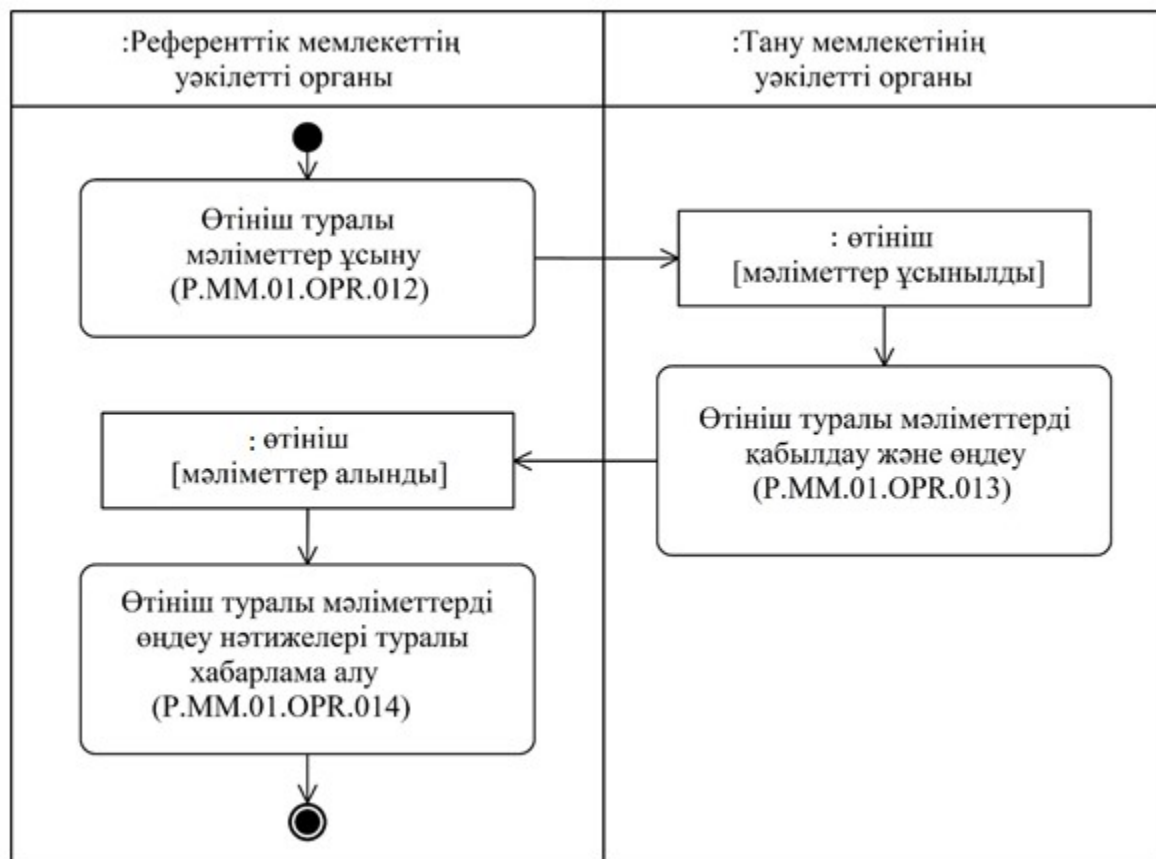 :Референттік мемлекеттің
уәкілетті органы
:Тану мемлекетінің
уәкілетті органы
Өтініш туралы
мәліметтер ұсыну
(P.MM.01.OPR.012)
: өтініш
[мәліметтер ұсынылды]
Өтініш туралы мәліметтерді
қабылдау және өңдеу
(P.MM.01.OPR.013)
: өтініш
[мәліметтер алынды]
Өтініш туралы мәліметтерді
өңдеу нәтижелері туралы
хабарлама алу
(P.MM.01.OPR.014)